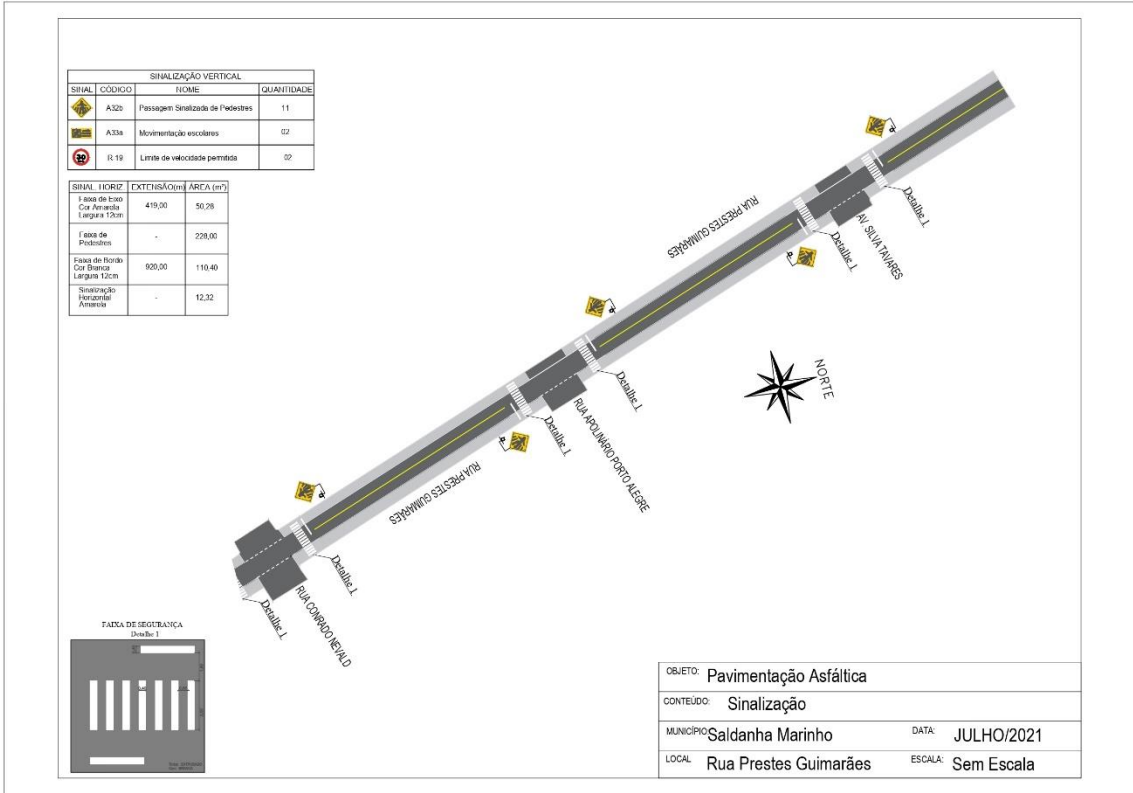 SINALIZAÇÃO VERTICAL
SINAL CÓDIGO NOME QUANTIDADE
A32b Passagem Sinalizada de Pedestres 11
A33a Movimentação escolares 02
30 R.19 Limite de velocidade permitida 02
SINAL. HORIZ. EXTENSÃO(m) ÁREA (m²)
Faixa de Eixo
Cor Amarela
Largura 12cm
419,00 50,28
Faixa de
Pedestres
- 228,00
Faixa de Bordo
Cor Branca
Largura 12cm
920,00 110,40
Sinalização
Horizontal
Amarela
- 12,32
RUA PRESTES GUIMARÃES
Detalhe 1
AV. SILVA TAVARES
Detalhe 1
Detalhe 1
NORTE
RUA APOLINÁRIO PORTO ALEGRE
Detalhe 1
RUA PRESTES GUIMARÃES
Detalhe 1
RUA CONRADO NEVALD
Detalhe 1
FAIXA DE SEGURANÇA
Detalhe 1
OBJETO: Pavimentação Asfáltica
CONTEÚDO: Sinalização
MUNICÍPIO Saldanha Marinho DATA: JULHO/2021
LOCAL Rua Prestes Guimarães ESCALA: Sem Escala